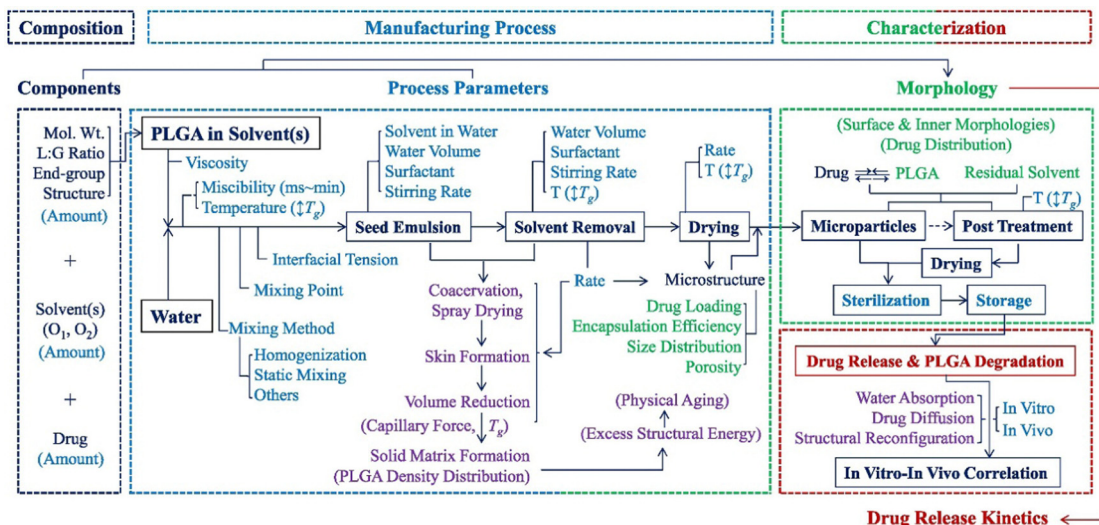 Composition
Manufacturing Process
Characterization
Components
Process Parameters
Morphology
Mol. Wt.
L:G Ratio
End-group
Structure
(Amount)
+
Solvent(s)
(O₁, O₂)
(Amount)
+
Drug
(Amount)
PLGA in Solvent(s)
Viscosity
Miscibility (ms~min)
Temperature (↕Tg)
Water
Interfacial Tension
Mixing Point
Mixing Method
Homogenization
Static Mixing
Others
Solvent in Water
Water Volume
Surfactant
Stirring Rate
Seed Emulsion
Water Volume
Surfactant
Stirring Rate
T (↕Tg)
Solvent Removal
Rate
T (↕Tg)
Drying
Coacervation,
Spray Drying
Skin Formation
Volume Reduction
(Capillary Force, Tg)
Solid Matrix Formation
(PLGA Density Distribution)
Rate
Microstructure
Drug Loading
Encapsulation Efficiency
Size Distribution
Porosity
(Physical Aging)
(Excess Structural Energy)
(Surface & Inner Morphologies)
(Drug Distribution)
Drug ⇌ PLGA
Residual Solvent
T (↕Tg)
Microparticles
Post Treatment
Drying
Sterilization
Storage
Drug Release & PLGA Degradation
Water Absorption
Drug Diffusion
Structural Reconfiguration
In Vitro
In Vivo
In Vitro-In Vivo Correlation
Drug Release Kinetics